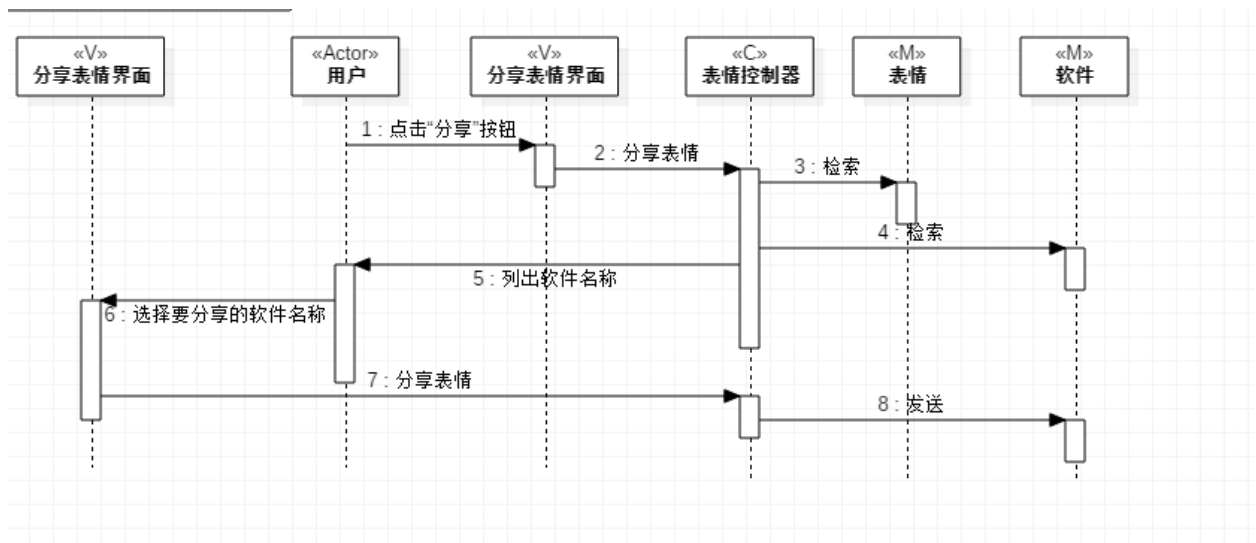 «V»
分享表情界面
«Actor»
用户
«V»
分享表情界面
«C»
表情控制器
«M»
表情
«M»
软件
1 : 点击“分享”按钮
2 : 分享表情
3 : 检索
4 : 检索
5 : 列出软件名称
6 : 选择要分享的软件名称
7 : 分享表情
8 : 发送